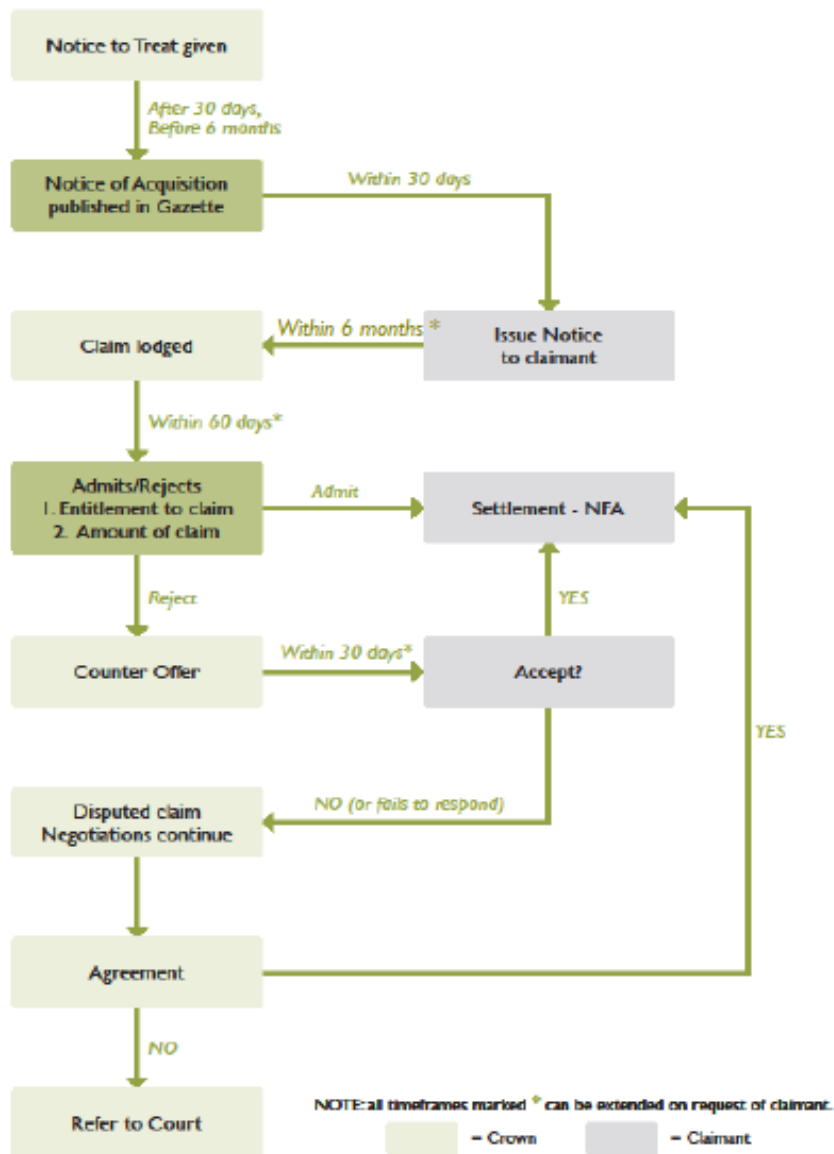 Notice to Treat given
After 30 days,
Before 6 months
Notice of Acquisition
published in Gazette
Within 30 days
Issue Notice
to claimant
Within 6 months *
Claim lodged
Within 60 days*
Admits/Rejects
1. Entitlement to claim
2. Amount of claim
Admit
Settlement - NFA
Reject
YES
Counter Offer
Within 30 days*
Accept?
YES
NO (or fails to respond)
Disputed claim
Negotiations continue
Agreement
NO
Refer to Court
NOTE: all timeframes marked * can be extended on request of claimant.
= Crown
= Claimant